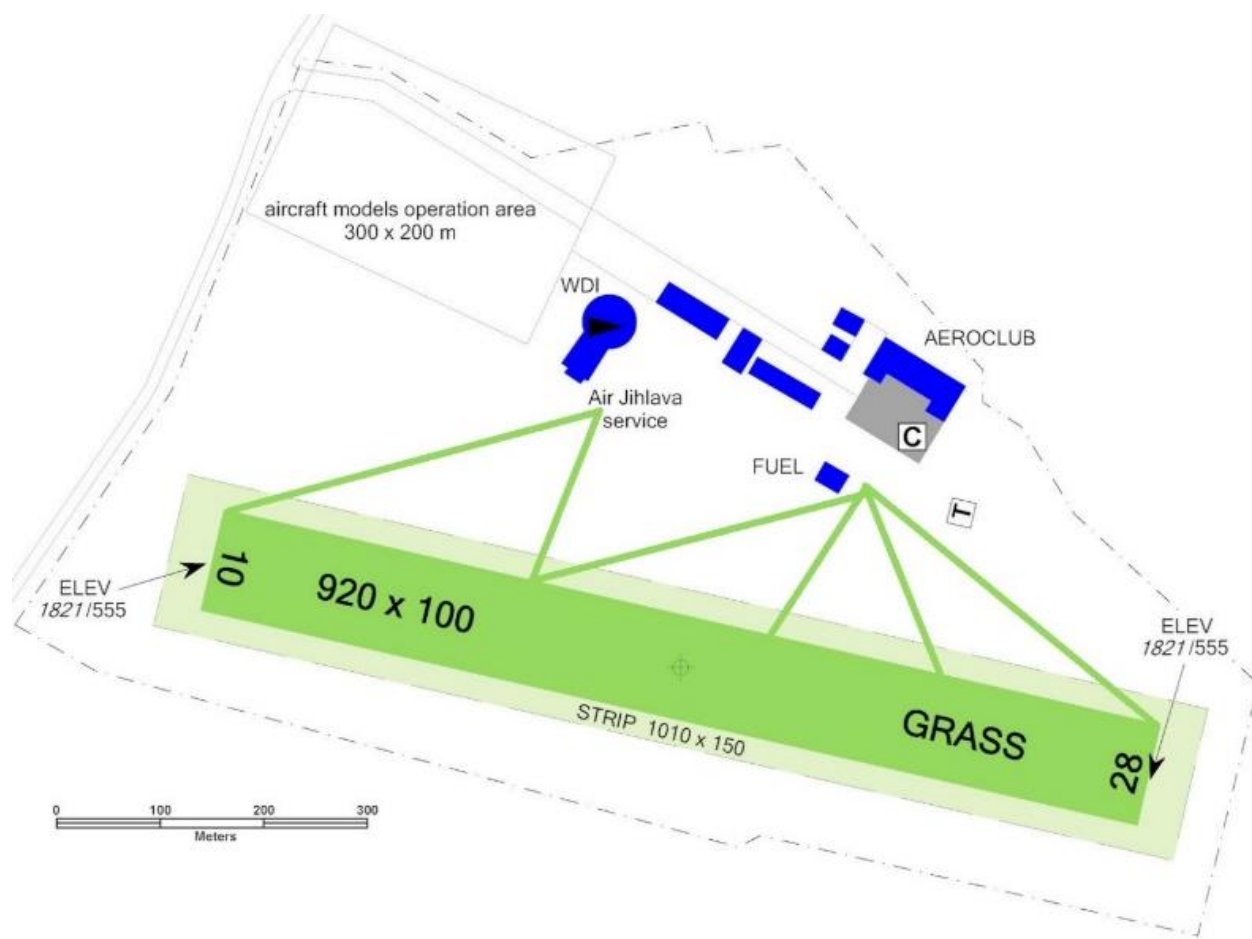 aircraft models operation area
300 x 200 m
WDI
AEROCLUB
Air Jihlava
service
C
FUEL
T
10
920 x 100
ELEV
1821/555
ELEV
1821/555
STRIP 1010 x 150
GRASS
28
0 100 200 300
Meters